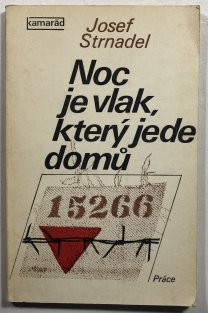 kamarád
Josef
Strnadel
Noc
je vlak,
který jede
domů
15266
Práce